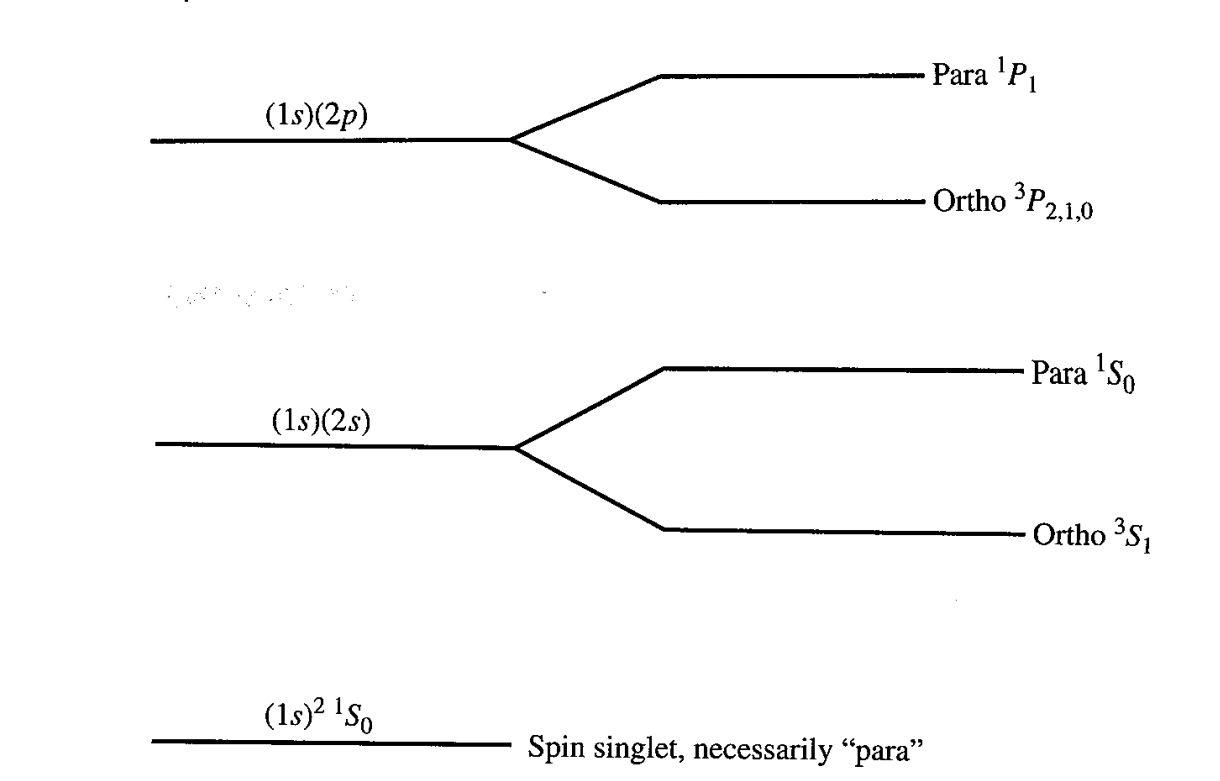 Para ¹P₁
(1s)(2p)
Ortho ³P₂,₁,₀
Para ¹S₀
(1s)(2s)
Ortho ³S₁
(1s)² ¹S₀
Spin singlet, necessarily “para”